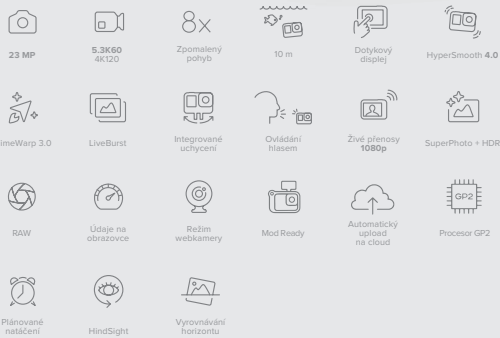 23 MP
5.3K60
4K120
8x
Zpomalený
pohyb
10 m
Dotykový
displej
HyperSmooth 4.0
imeWarp 3.0
LiveBurst
Integrované
uchycení
Ovládání
hlasem
Živé přenosy
1080p
SuperPhoto + HDR
RAW
Údaje na
obrazovce
Režim
webkamery
Mod Ready
Automatický
upload
na cloud
GP2
Procesor GP2
Plánované
natáčení
HindSight
Vyrovnávání
horizontu